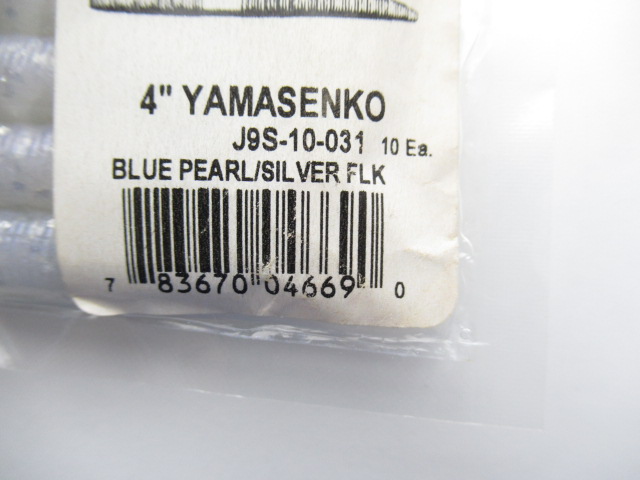 4" YAMASENKO
J9S-10-031 10 Ea.
BLUE PEARL/SILVER FLK
7 83670 04669 0